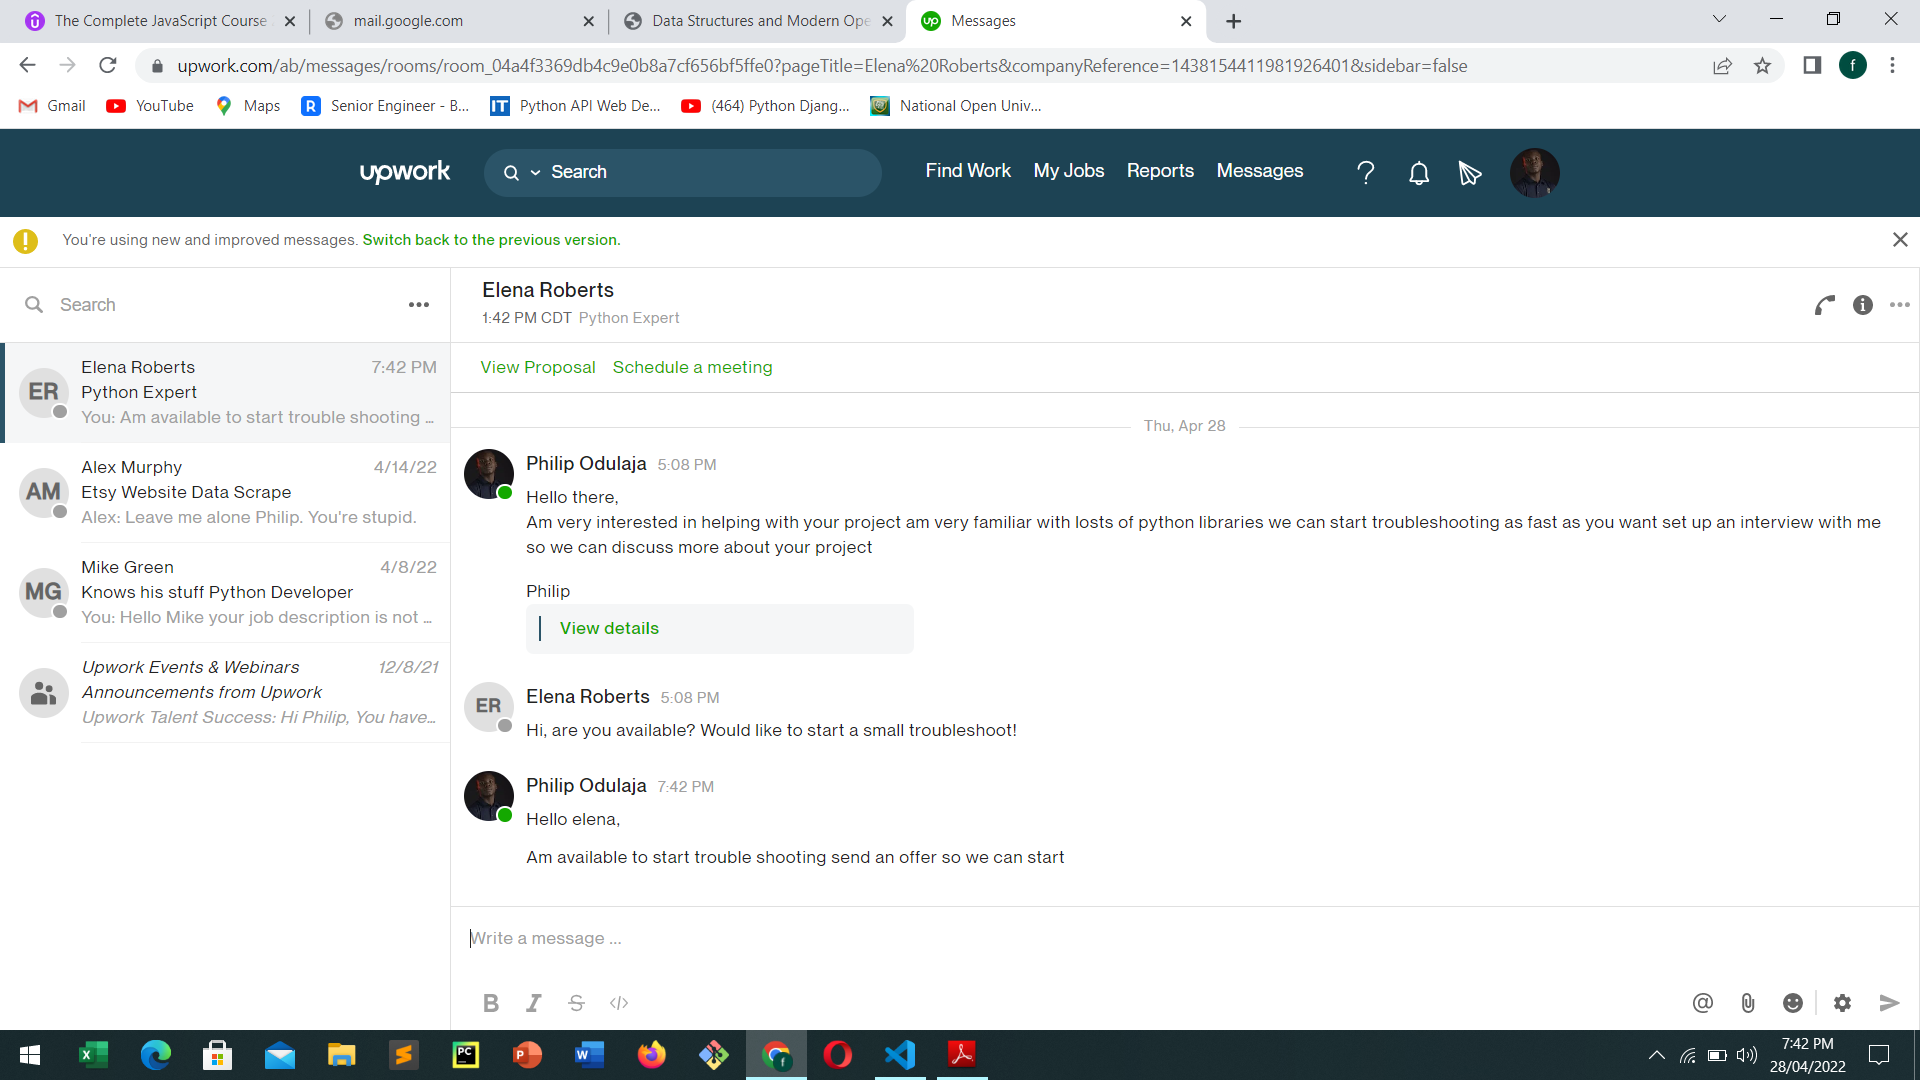 The Complete JavaScript Course
mail.google.com
Data Structures and Modern Ope
Messages
upwork.com/ab/messages/rooms/room_04a4f3369db4c9e0b8a7cf656bf5ffe0?pageTitle=Elena%20Roberts&companyReference=1438154411981926401&sidebar=false
f
Gmail
YouTube
Maps
R Senior Engineer - B...
IT Python API Web De...
(464) Python Djang...
National Open Univ...
upwork
Search
Find Work
My Jobs
Reports
Messages
You're using new and improved messages. Switch back to the previous version.
Search
Elena Roberts
1:42 PM CDT Python Expert
ER
Elena Roberts 7:42 PM
Python Expert
You: Am available to start trouble shooting ...
View Proposal Schedule a meeting
AM
Alex Murphy 4/14/22
Etsy Website Data Scrape
Alex: Leave me alone Philip. You're stupid.
MG
Mike Green 4/8/22
Knows his stuff Python Developer
You: Hello Mike your job description is not ...
Upwork Events & Webinars 12/8/21
Announcements from Upwork
Upwork Talent Success: Hi Philip, You have...
Thu, Apr 28
Philip Odulaja 5:08 PM
Hello there,
Am very interested in helping with your project am very familiar with losts of python libraries we can start troubleshooting as fast as you want set up an interview with me
so we can discuss more about your project
Philip
View details
ER
Elena Roberts 5:08 PM
Hi, are you available? Would like to start a small troubleshoot!
Philip Odulaja 7:42 PM
Hello elena,
Am available to start trouble shooting send an offer so we can start
Write a message ...
B I S </> @
7:42 PM
28/04/2022